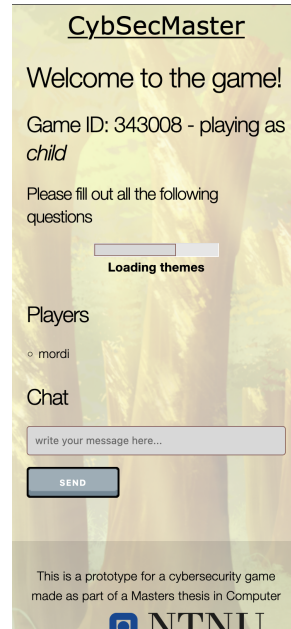 CybSecMaster
Welcome to the game!
Game ID: 343008 - playing as
child
Please fill out all the following
questions
Loading themes
Players
mordi
Chat
write your message here...
SEND
This is a prototype for a cybersecurity game
made as part of a Masters thesis in Computer
NTNU